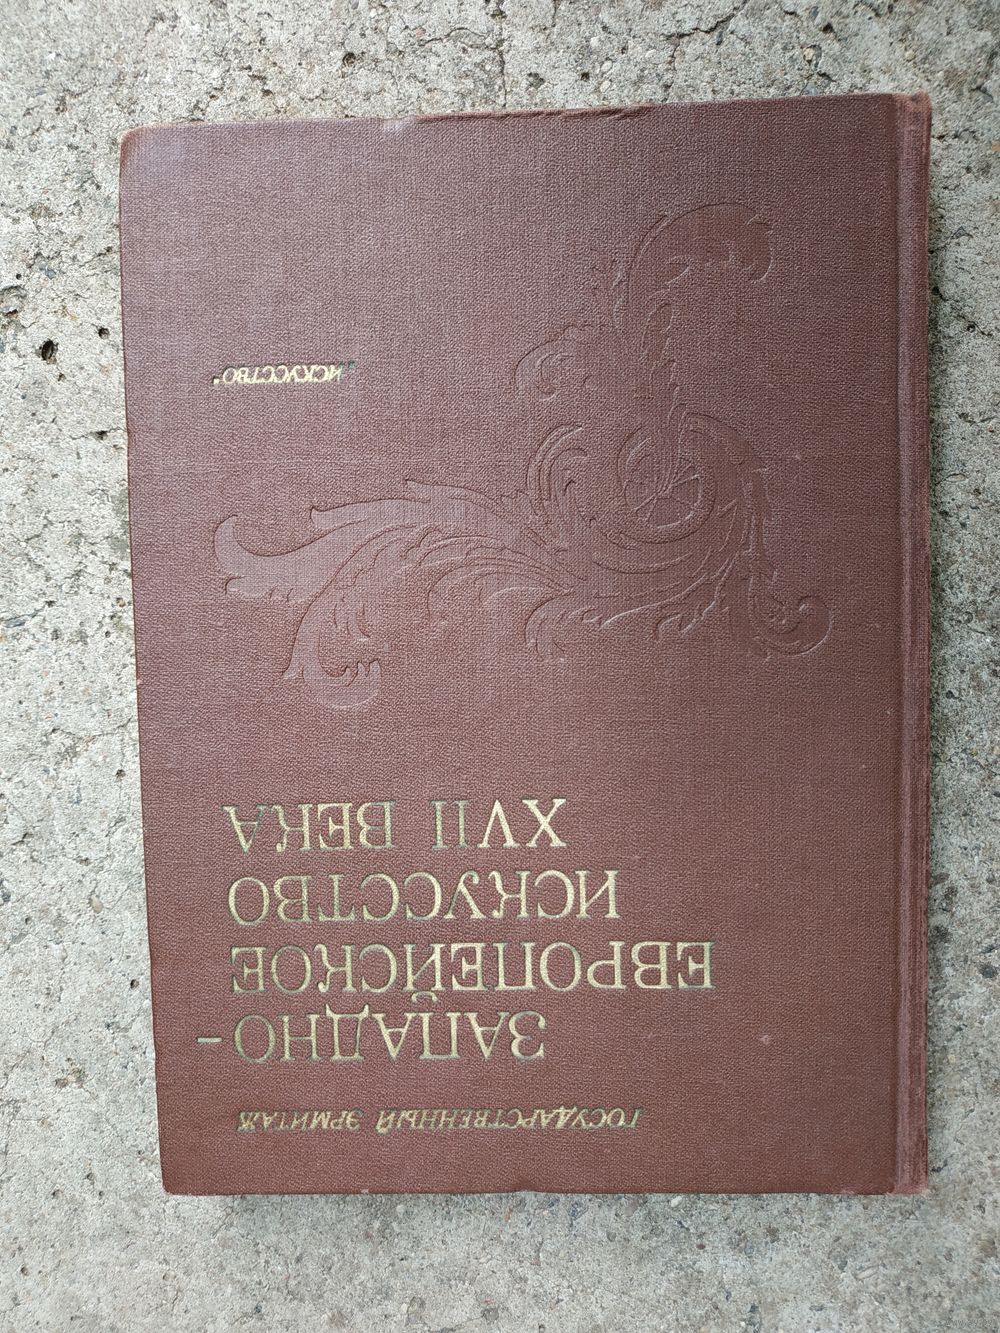 ГОСУДАРСТВЕННЫЙ ЭРМИТАЖ
ЗАПАДНО-
ЕВРОПЕЙСКОЕ
ИСКУССТВО
XVII ВЕКА
„ИСКУССТВО“